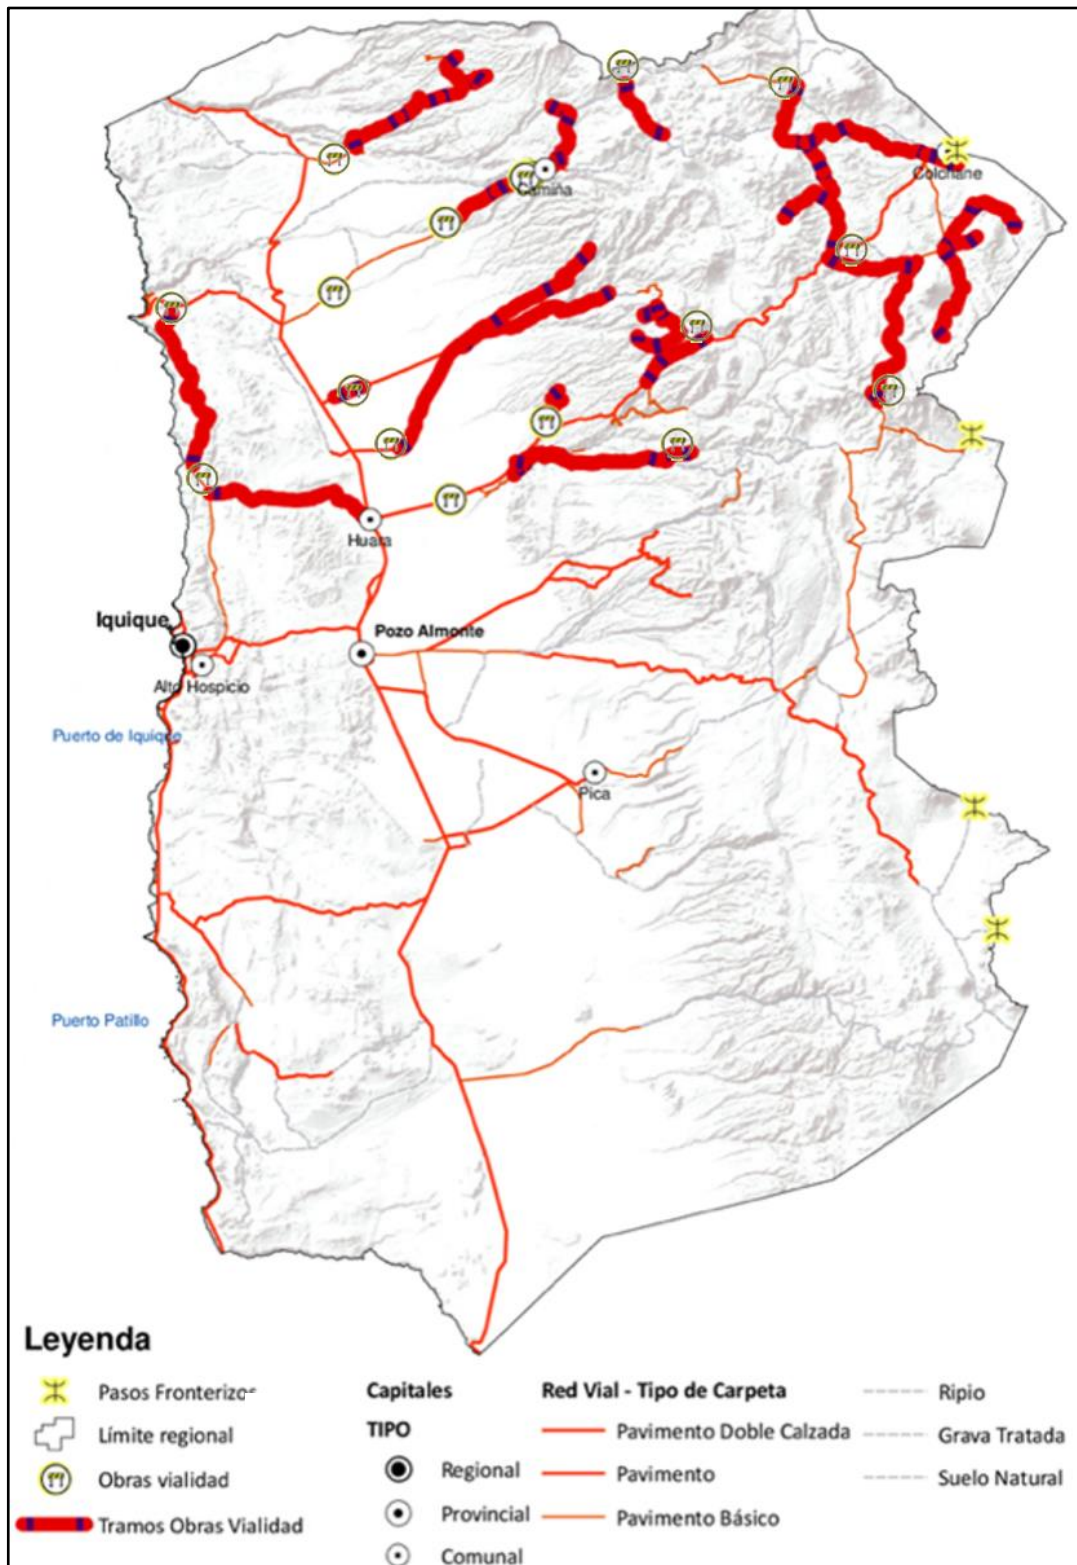 Colchane
Camiña
Huara
Iquique
Pozo Almonte
Alto Hospicio
Puerto de Iquique
Pica
Puerto Patillo
Leyenda
Pasos Fronterizo
Límite regional
Obras vialidad
Tramos Obras Vialidad
Capitales
TIPO
Regional
Provincial
Comunal
Red Vial - Tipo de Carpeta
Pavimento Doble Calzada
Pavimento
Pavimento Básico
Ripio
Grava Tratada
Suelo Natural